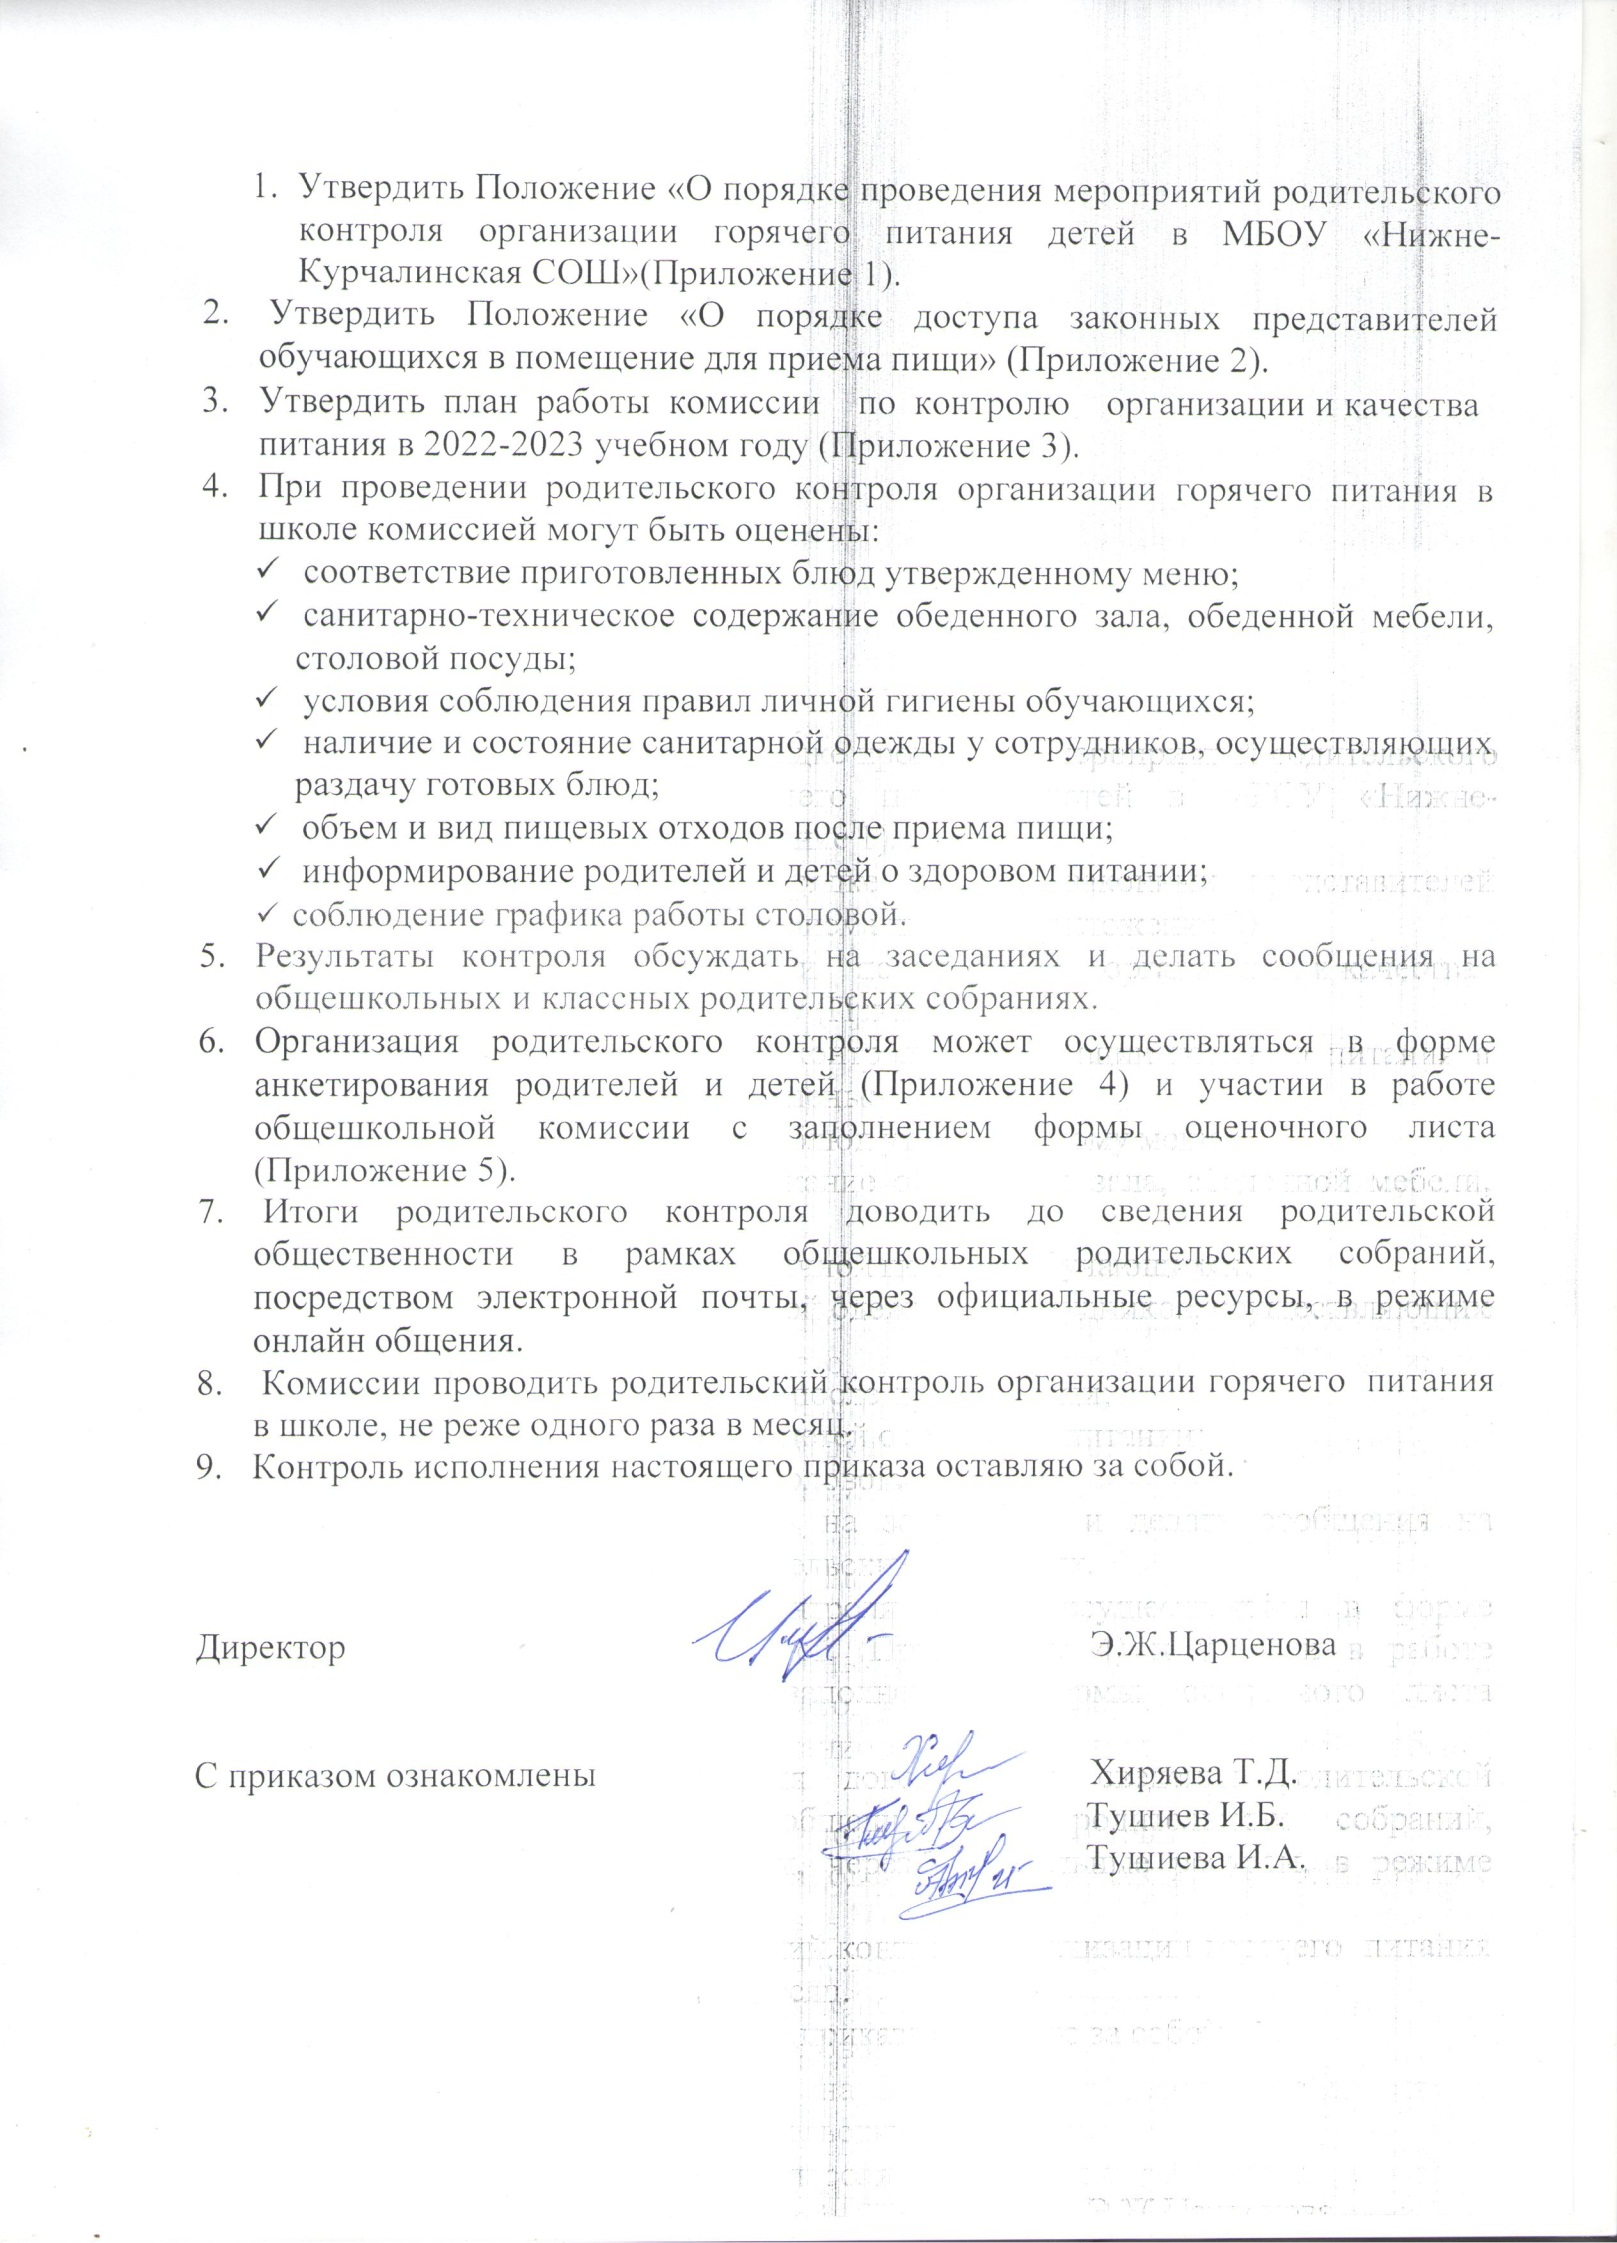 1. Утвердить Положение «О порядке проведения мероприятий родительского
контроля организации горячего питания детей в МБОУ «Нижне-
Курчалинская СОШ»(Приложение 1).
2. Утвердить Положение «О порядке доступа законных представителей
обучающихся в помещение для приема пищи» (Приложение 2).
3. Утвердить план работы комиссии по контролю организации и качества
питания в 2022-2023 учебном году (Приложение 3).
4. При проведении родительского контроля организации горячего питания в
школе комиссией могут быть оценены:
✓ соответствие приготовленных блюд утвержденному меню;
✓ санитарно-техническое содержание обеденного зала, обеденной мебели,
столовой посуды;
✓ условия соблюдения правил личной гигиены обучающихся;
✓ наличие и состояние санитарной одежды у сотрудников, осуществляющих
раздачу готовых блюд;
✓ объем и вид пищевых отходов после приема пищи;
✓ информирование родителей и детей о здоровом питании;
✓ соблюдение графика работы столовой.
5. Результаты контроля обсуждать на заседаниях и делать сообщения на
общешкольных и классных родительских собраниях.
6. Организация родительского контроля может осуществляться в форме
анкетирования родителей и детей (Приложение 4) и участии в работе
общешкольной комиссии с заполнением формы оценочного листа
(Приложение 5).
7. Итоги родительского контроля доводить до сведения родительской
общественности в рамках общешкольных родительских собраний,
посредством электронной почты, через официальные ресурсы, в режиме
онлайн общения.
8. Комиссии проводить родительский контроль организации горячего питания
в школе, не реже одного раза в месяц.
9. Контроль исполнения настоящего приказа оставляю за собой.
Директор Э.Ж.Царценова
С приказом ознакомлены Хиряева Т.Д.
Тушиев И.Б.
Тушиева И.А.